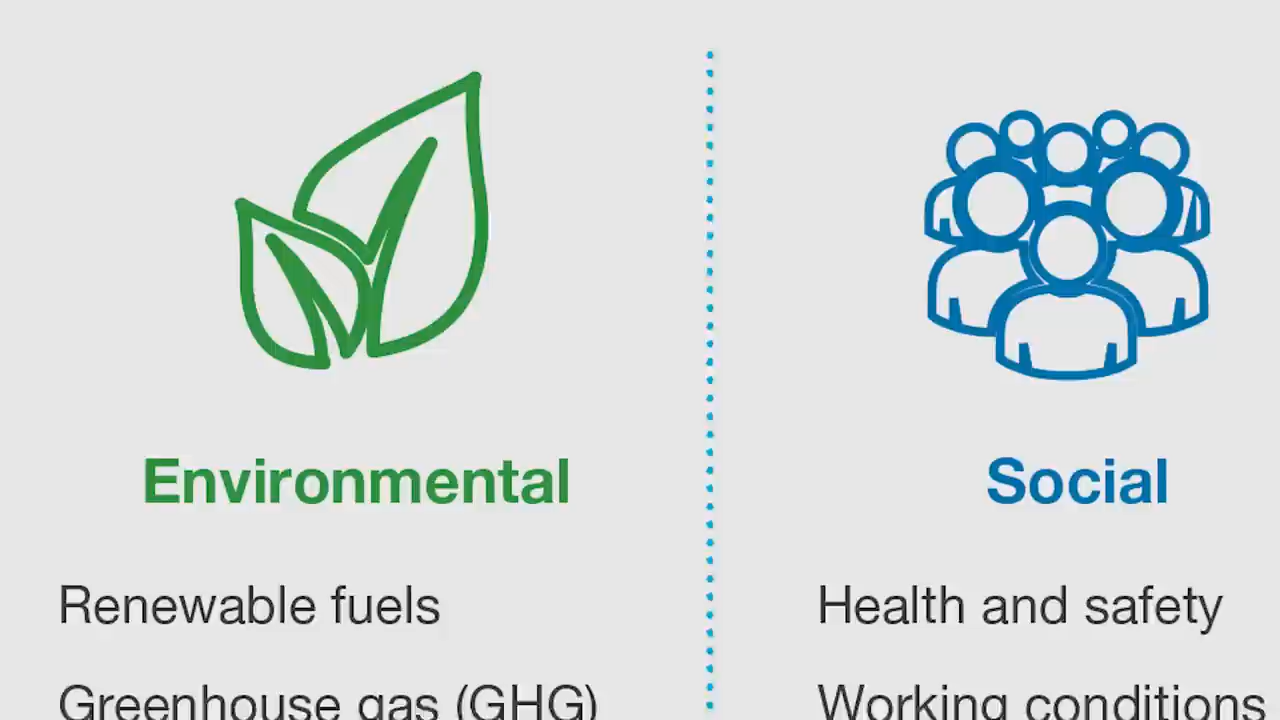 Environmental
Renewable fuels
Greenhouse gas (GHG)
Social
Health and safety
Working conditions